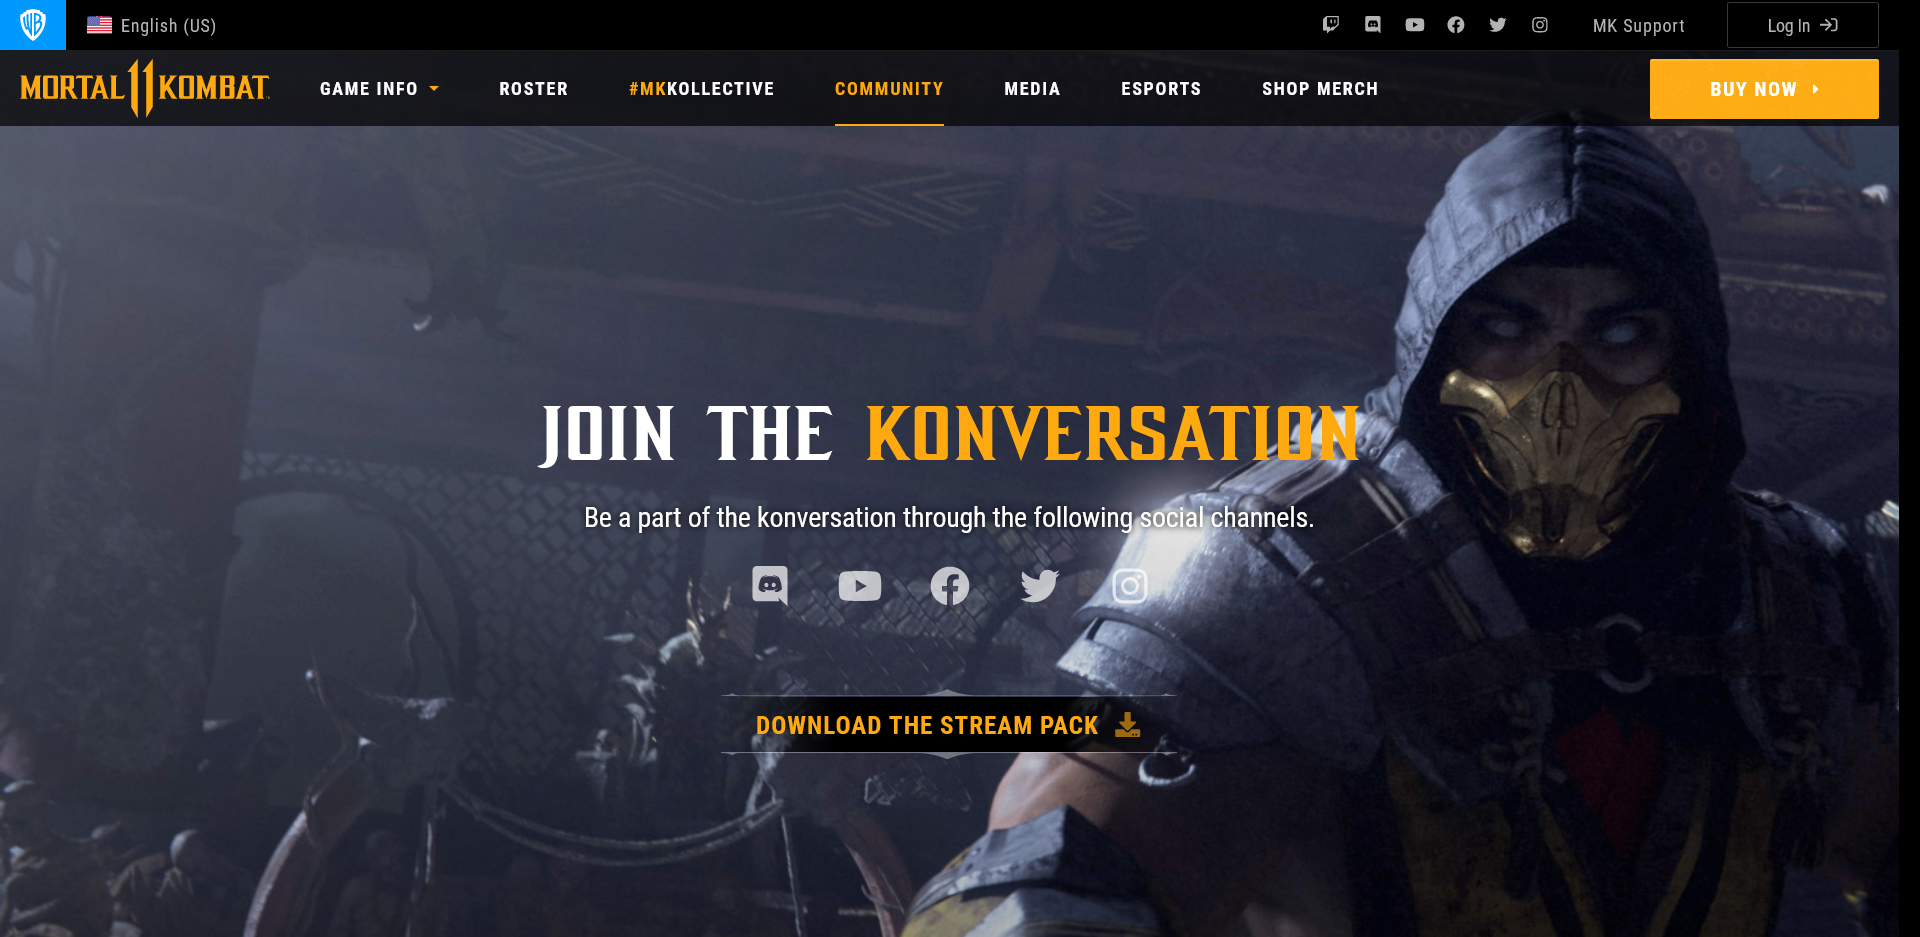 English (US)
MK Support
Log In
MORTAL KOMBAT
GAME INFO
ROSTER
#MKKOLLECTIVE
COMMUNITY
MEDIA
ESPORTS
SHOP MERCH
BUY NOW
JOIN THE KONVERSATION
Be a part of the konversation through the following social channels.
DOWNLOAD THE STREAM PACK